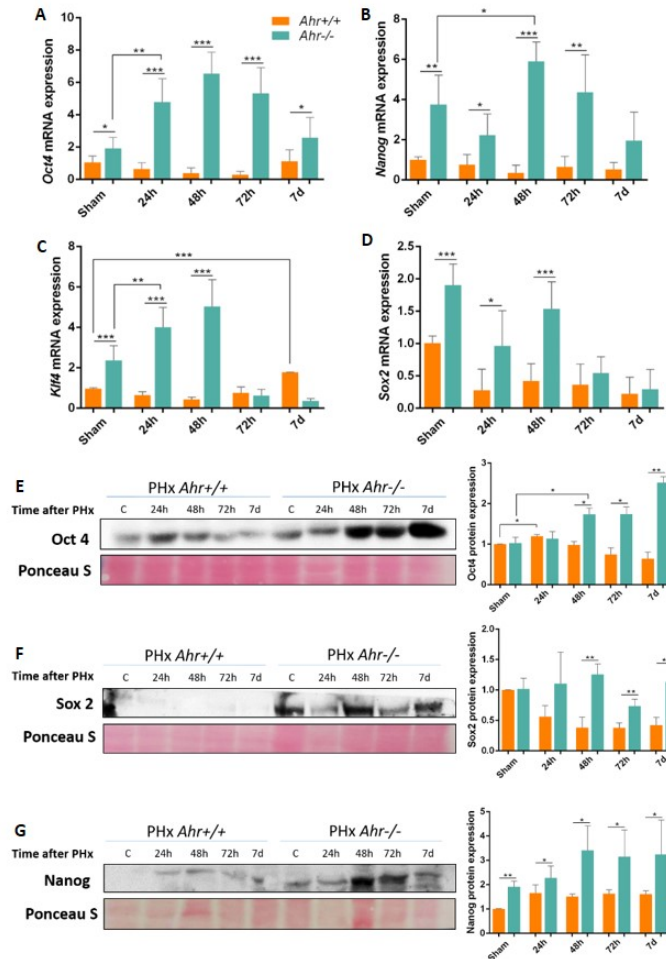 A
Ahr+/+
Ahr-/-
Oct4 mRNA expression
8
6
4
2
0
*
**
***
***
***
*
Sham
24h
48h
72h
7d
B
Nanog mRNA expression
8
6
4
2
0
**
*
*
***
**
Sham
24h
48h
72h
7d
C
Klf4 mRNA expression
8
6
4
2
0
***
**
***
***
***
Sham
24h
48h
72h
7d
D
Sox2 mRNA expression
2.5
2.0
1.5
1.0
0.5
0.0
***
*
***
Sham
24h
48h
72h
7d
E
PHx Ahr+/+ PHx Ahr-/-
Time after PHx C 24h 48h 72h 7d C 24h 48h 72h 7d
Oct 4
Ponceau S
Oct4 protein expression
3
2
1
0
*
*
*
**
Sham
24h
48h
72h
7d
F
PHx Ahr+/+ PHx Ahr-/-
Time after PHx C 24h 48h 72h 7d C 24h 48h 72h 7d
Sox 2
Ponceau S
Sox2 protein expression
2.0
1.5
1.0
0.5
0.0
**
**
Sham
24h
48h
72h
7d
G
PHx Ahr+/+ PHx Ahr-/-
Time after PHx C 24h 48h 72h 7d C 24h 48h 72h 7d
Nanog
Ponceau S
Nanog protein expression
5
4
3
2
1
0
**
*
*
*
*
Sham
24h
48h
72h
7d